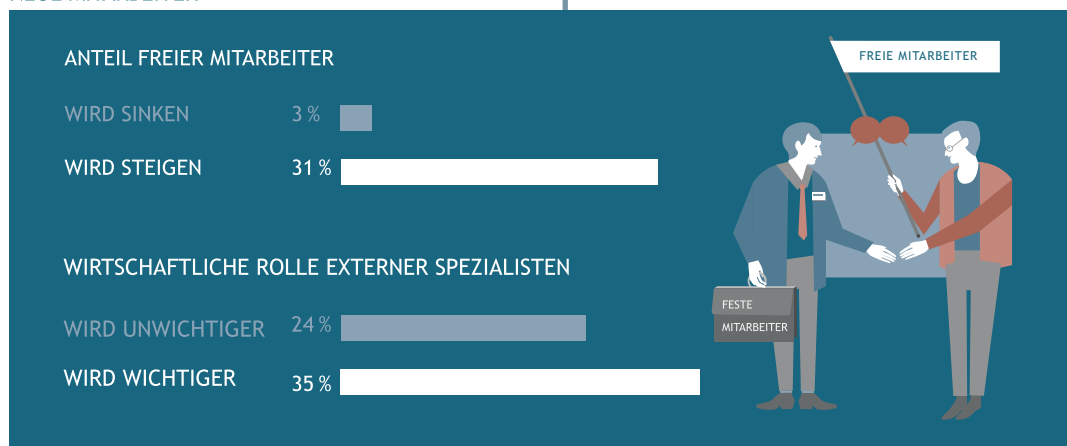 ANTEIL FREIER MITARBEITER
FREIE MITARBEITER
WIRD SINKEN 3 %
WIRD STEIGEN 31 %
WIRTSCHAFTLICHE ROLLE EXTERNER SPEZIALISTEN
WIRD UNWICHTIGER 24 %
WIRD WICHTIGER 35 %
FESTE
MITARBEITER